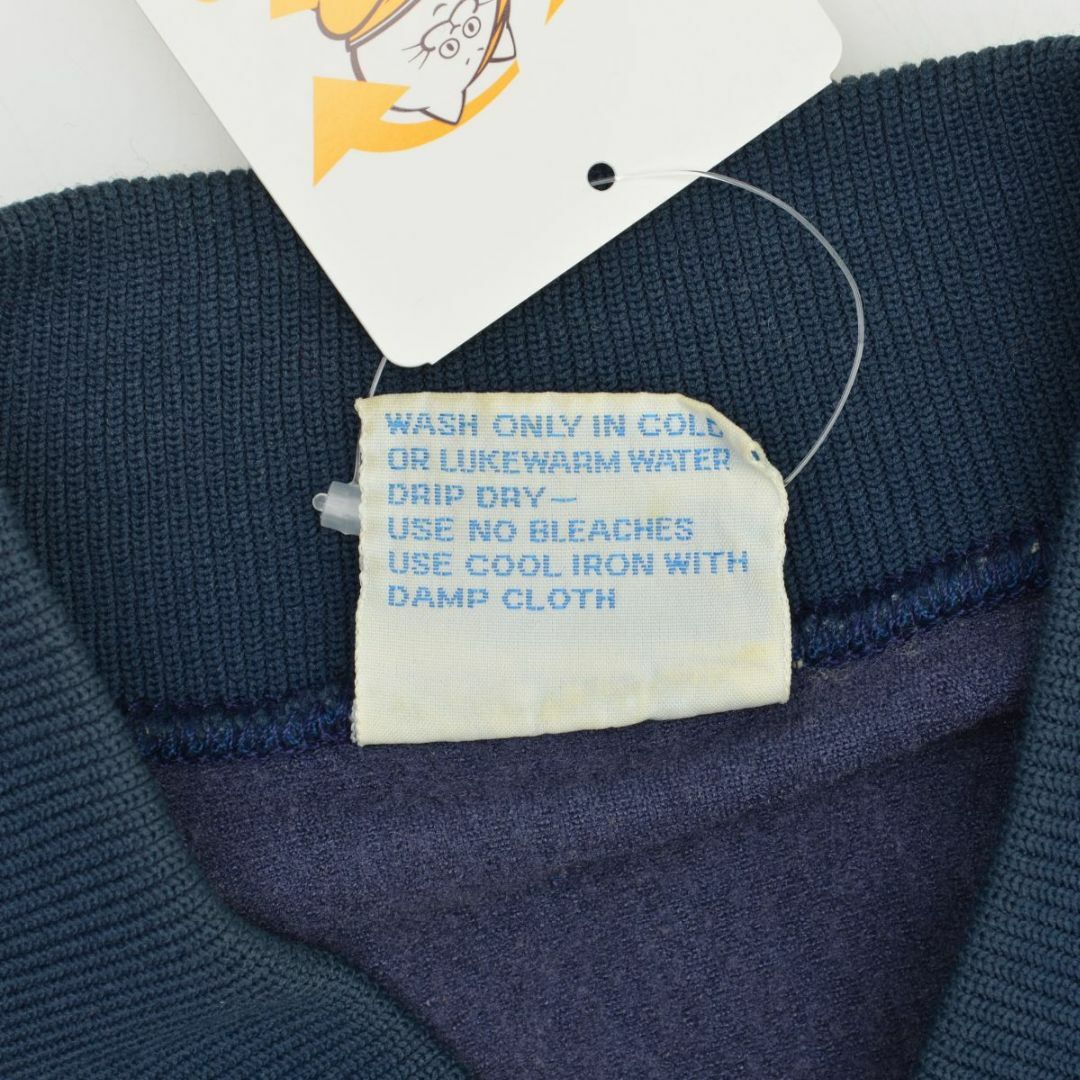 WASH ONLY IN COLD
OR LUKEWARM WATER
DRIP DRY—
USE NO BLEACHES
USE COOL IRON WITH
DAMP CLOTH